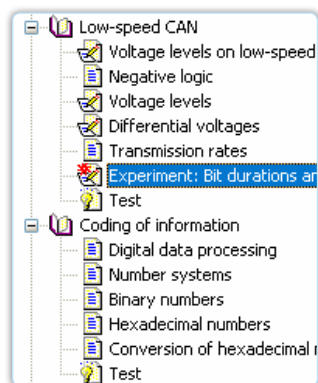 Low-speed CAN
Voltage levels on low-speed
Negative logic
Voltage levels
Differential voltages
Transmission rates
Experiment: Bit durations
Test
Coding of information
Digital data processing
Number systems
Binary numbers
Hexadecimal numbers
Conversion of hexadecimal
Test